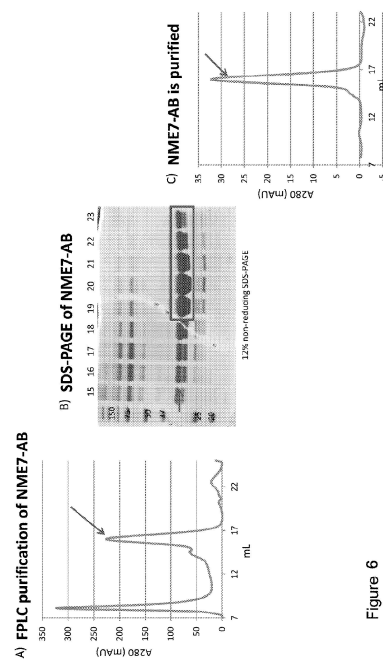 A) FPLC purification of NME7-AB
A280 (mAU)
350
300
250
200
150
100
50
0
7
12
17
22
mL
B) SDS-PAGE of NME7-AB
15 16 17 18 19 20 21 22 23
150
12% non-reducing SDS-PAGE
C) NME7-AB is purified
A280 (mAU)
35
30
25
20
15
10
5
0
-5
7
12
17
22
mL
Figure 6